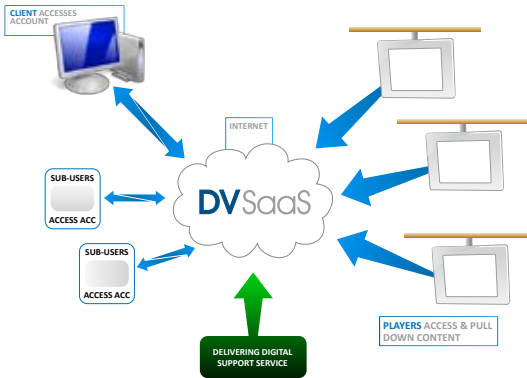 CLIENT ACCESSES
ACCOUNT
INTERNET
SUB-USERS
ACCESS ACC
DVSaaS
SUB-USERS
ACCESS ACC
PLAYERS ACCESS & PULL
DOWN CONTENT
DELIVERING DIGITAL
SUPPORT SERVICE